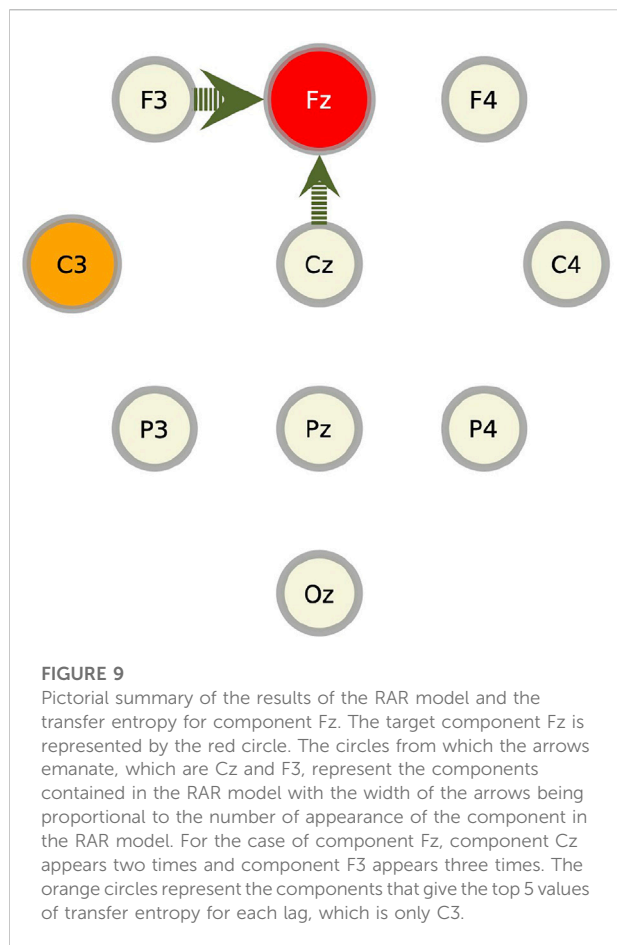 F3 Fz F4
C3 Cz C4
P3 Pz P4
Oz
FIGURE 9
Pictorial summary of the results of the RAR model and the
transfer entropy for component Fz. The target component Fz is
represented by the red circle. The circles from which the arrows
emanate, which are Cz and F3, represent the components
contained in the RAR model with the width of the arrows being
proportional to the number of appearance of the component in
the RAR model. For the case of component Fz, component Cz
appears two times and component F3 appears three times. The
orange circles represent the components that give the top 5 values
of transfer entropy for each lag, which is only C3.